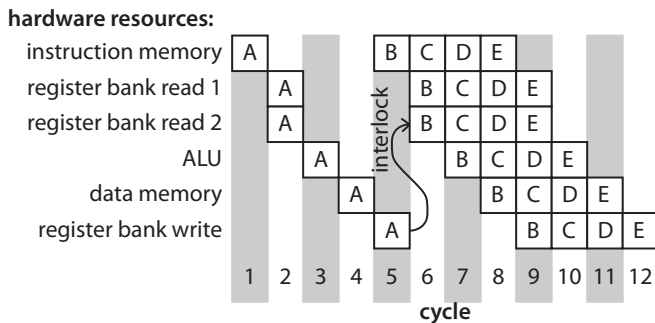 hardware resources:
instruction memory A B C D E
register bank read 1 A B C D E
register bank read 2 A B C D E
interlock
ALU A B C D E
data memory A B C D E
register bank write A B C D E
1 2 3 4 5 6 7 8 9 10 11 12
cycle